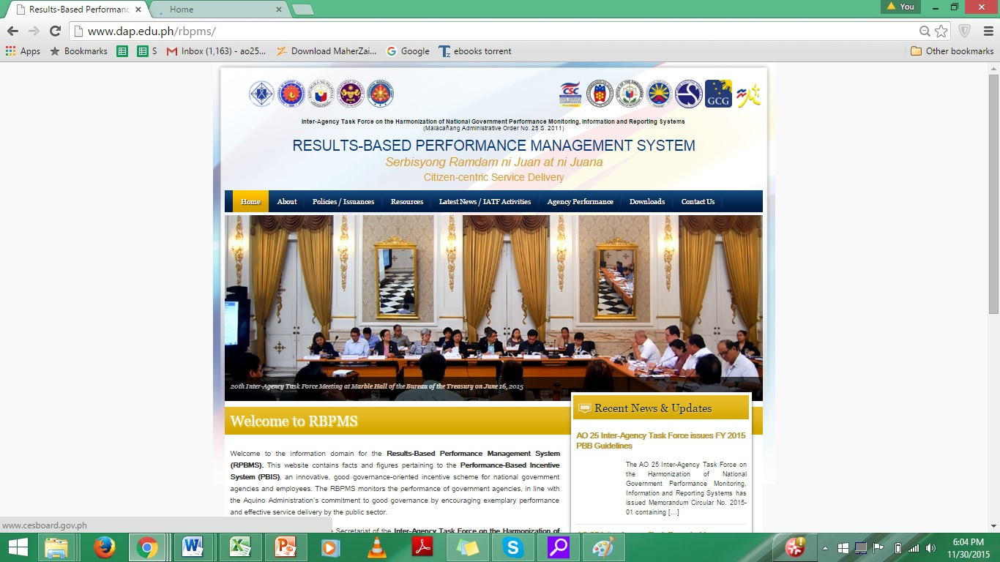 Results-Based Performanc
Home
You
www.dap.edu.ph/rbpms/
Apps
Bookmarks
S
Inbox (1,163) - ao25...
Download MaherZai...
Google
ebooks torrent
Other bookmarks
CSC
GCG
Inter-Agency Task Force on the Harmonization of National Government Performance Monitoring, Information and Reporting Systems
(Malacañang Administrative Order No. 25 S. 2011)
RESULTS-BASED PERFORMANCE MANAGEMENT SYSTEM
Serbisyong Ramdam ni Juan at ni Juana
Citizen-centric Service Delivery
Home About Policies / Issuances Resources Latest News / IATF Activities Agency Performance Downloads Contact Us
20th Inter-Agency Task Force Meeting at Marble Hall of the Bureau of the Treasury on June 16, 2015
Welcome to RBPMS
Welcome to the information domain for the Results-Based Performance Management System
(RPBMS). This website contains facts and figures pertaining to the Performance-Based Incentive
System (PBIS), an innovative, good governance-oriented incentive scheme for national government
agencies and employees. The RBPMS monitors the performance of government agencies, in line with
the Aquino Administration's commitment to good governance by encouraging exemplary performance
and effective service delivery by the public sector.
Secretariat of the Inter-Agency Task Force on the Harmonization of
Recent News & Updates
AO 25 Inter-Agency Task Force issues FY 2015
PBB Guidelines
The AO 25 Inter-Agency Task Force on
the Harmonization of National
Government Performance Monitoring,
Information and Reporting Systems has
issued Memorandum Circular No. 2015-
01 containing [...]
www.cesboard.gov.ph
6:04 PM
11/30/2015